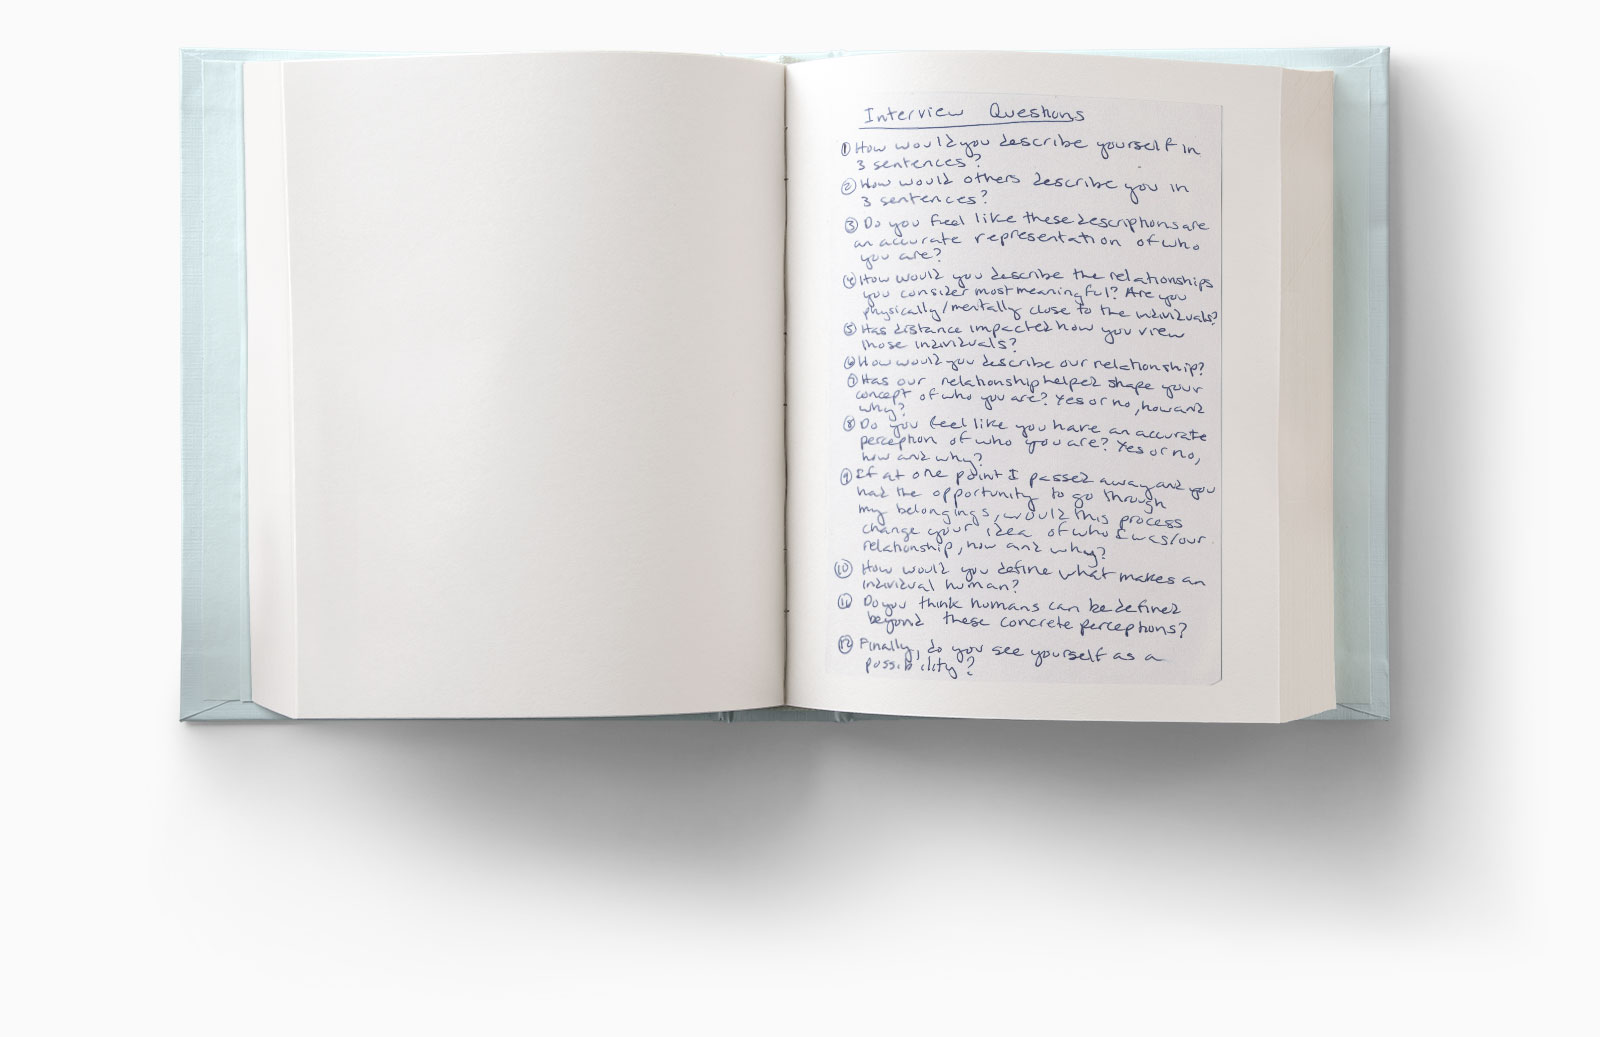 Interview Questions
① How would you describe yourself in
3 sentences?
② How would others describe you in
3 sentences?
③ Do you feel like these descriptions are
an accurate representation of who
you are?
④ How would you describe the relationships
you consider most meaningful? Are you
physically/mentally close to the individuals?
⑤ Has distance impacted how you view
those individuals?
⑥ How would you describe our relationship?
⑦ Has our relationship helped shape your
concept of who you are? Yes or no, how and
why?
⑧ Do you feel like you have an accurate
perception of who you are? Yes or no,
how and why?
⑨ If at one point I passed away and you
had the opportunity to go through
my belongings, would this process
change your idea of who I was/our
relationship, how and why?
⑩ How would you define what makes an
individual human?
⑪ Do you think humans can be defined
beyond these concrete perceptions?
⑫ Finally, do you see yourself as a
possibility?